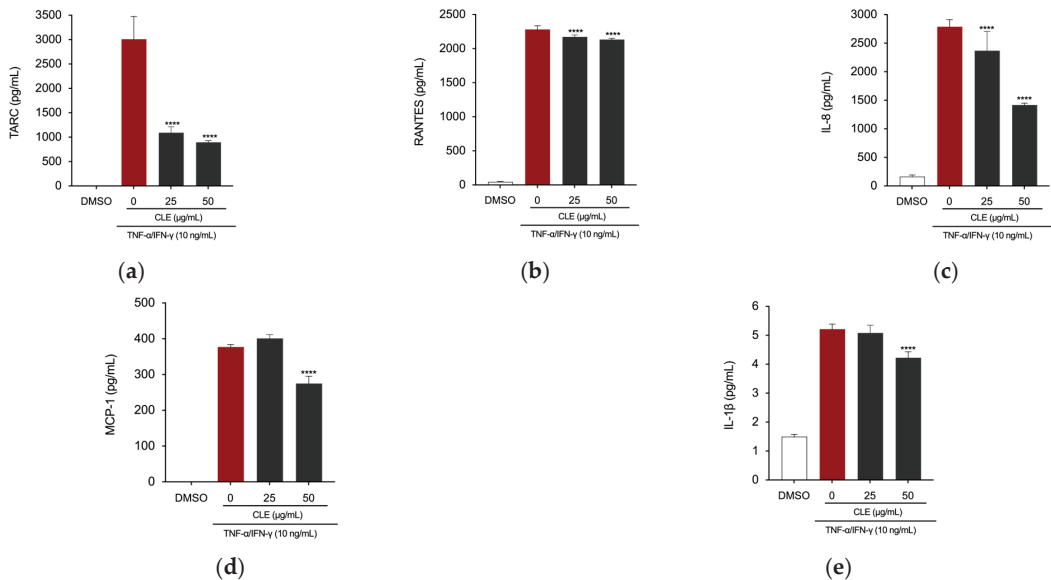 TARC (pg/mL)
3500
3000
2500
2000
1500
1000
500
0
**** ****
DMSO 0 25 50
CLE (μg/mL)
TNF-α/IFN-γ (10 ng/mL)
(a)
RANTES (pg/mL)
2500
2000
1500
1000
500
0
**** ****
DMSO 0 25 50
CLE (μg/mL)
TNF-α/IFN-γ (10 ng/mL)
(b)
IL-8 (pg/mL)
3000
2500
2000
1500
1000
500
0
****
****
DMSO 0 25 50
CLE (μg/mL)
TNF-α/IFN-γ (10 ng/mL)
(c)
MCP-1 (pg/mL)
500
400
300
200
100
0
****
DMSO 0 25 50
CLE (μg/mL)
TNF-α/IFN-γ (10 ng/mL)
(d)
IL-1β (pg/mL)
6
5
4
3
2
1
0
****
DMSO 0 25 50
CLE (μg/mL)
TNF-α/IFN-γ (10 ng/mL)
(e)